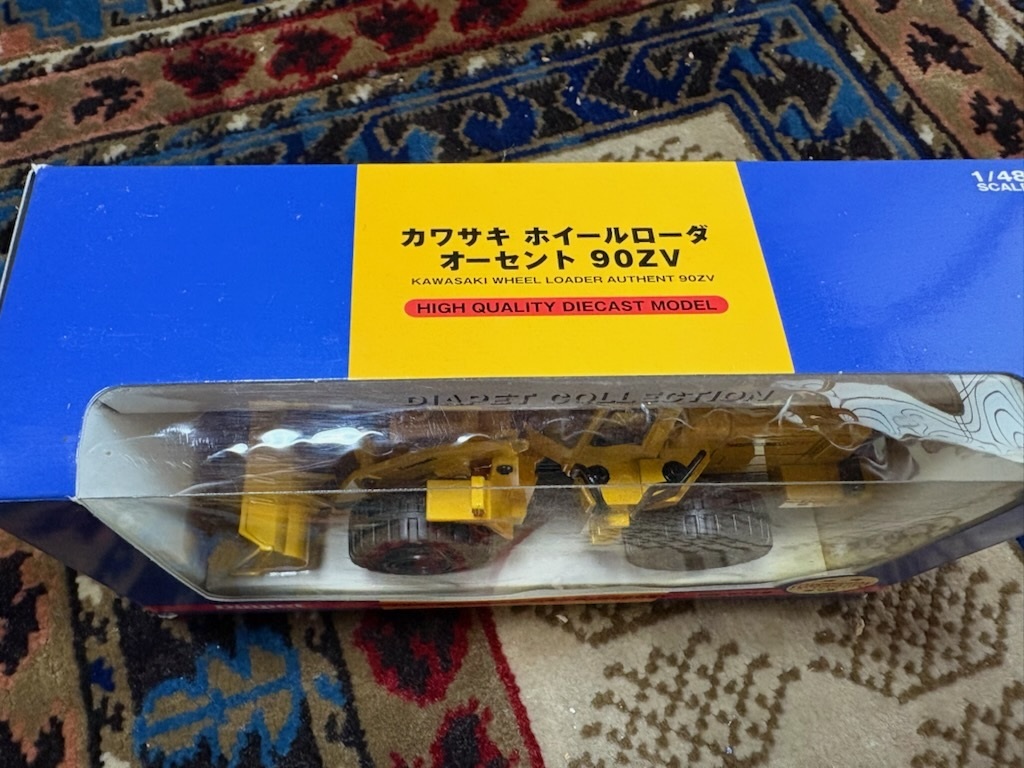 1/48
SCALE
カワサキ ホイールローダ
オーセント 90ZV
KAWASAKI WHEEL LOADER AUTHENT 90ZV
HIGH QUALITY DIECAST MODEL
DIAPET COLLECTION